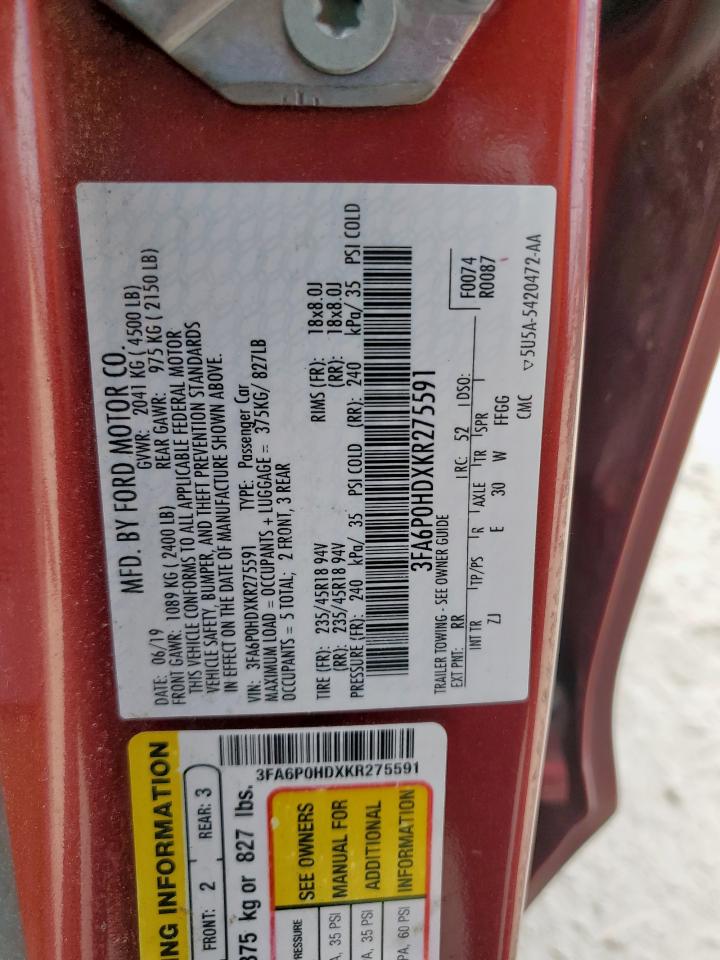 MFD. BY FORD MOTOR CO.
DATE: 06/19 GVWR: 2041 KG ( 4500 LB)
FRONT GAWR: 1089 KG ( 2400 LB) REAR GAWR: 975 KG ( 2150 LB)
THIS VEHICLE CONFORMS TO ALL APPLICABLE FEDERAL MOTOR
VEHICLE SAFETY, BUMPER, AND THEFT PREVENTION STANDARDS
IN EFFECT ON THE DATE OF MANUFACTURE SHOWN ABOVE.
VIN: 3FA6P0HDXKR275591 TYPE: Passenger Car
MAXIMUM LOAD = OCCUPANTS + LUGGAGE = 375KG/ 827LB
OCCUPANTS = 5 TOTAL; 2 FRONT, 3 REAR
TIRE (FR): 235/45R18 94V RIMS (FR): 18x8.0J
(RR): 235/45R18 94V (RR): 18x8.0J
PRESSURE (FR): 240 kPa/ 35 PSI COLD (RR): 240 kPa/ 35 PSI COLD
3FA6P0HDXKR275591
TRAILER TOWING - SEE OWNER GUIDE
EXT PNT: RR RC: 52 DSO: F0074
R0087
INT TR TP/PS R AXLE TR SPR
ZJ E 30 W FFGG
CMC ▽5U5A-5420472-AA
ING INFORMATION
FRONT: 2 REAR: 3
375 kg or 827 lbs.
3FA6P0HDXKR275591
PRESSURE SEE OWNERS
A, 35 PSI MANUAL FOR
A, 35 PSI ADDITIONAL
PA, 60 PSI INFORMATION